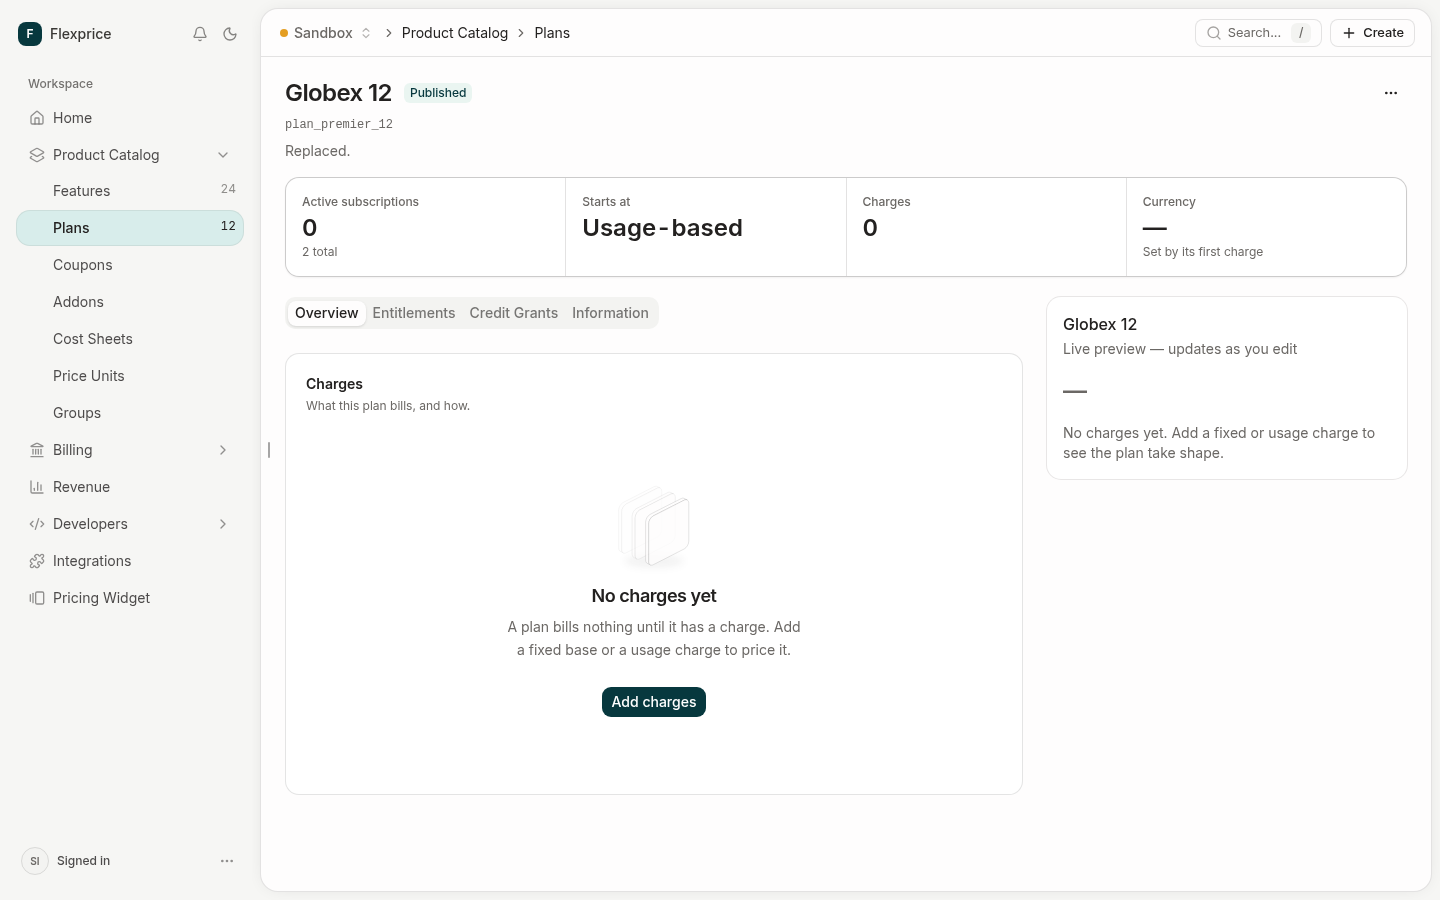 F Flexprice
Workspace
Home
Product Catalog
Features 24
Plans 12
Coupons
Addons
Cost Sheets
Price Units
Groups
Billing
Revenue
Developers
Integrations
Pricing Widget
SI Signed in
Sandbox Product Catalog Plans
Search... /
Create
Globex 12 Published
plan_premier_12
Replaced.
Active subscriptions
0
2 total
Starts at
Usage-based
Charges
0
Currency
—
Set by its first charge
Overview Entitlements Credit Grants Information
Charges
What this plan bills, and how.
No charges yet
A plan bills nothing until it has a charge. Add
a fixed base or a usage charge to price it.
Add charges
Globex 12
Live preview — updates as you edit
—
No charges yet. Add a fixed or usage charge to
see the plan take shape.